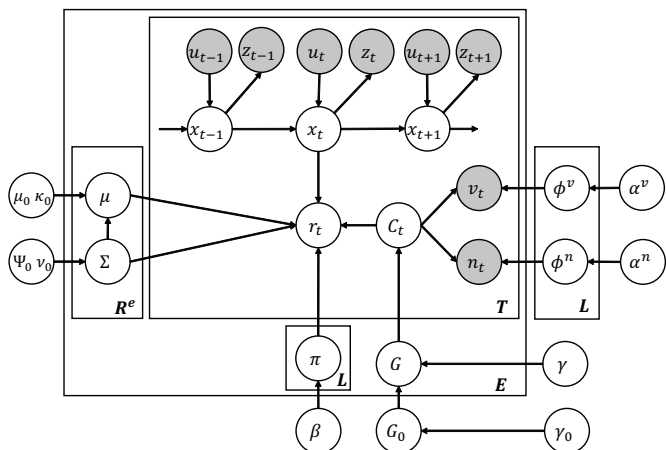 u_{t-1} z_{t-1} u_t z_t u_{t+1} z_{t+1}
x_{t-1} x_t x_{t+1}
μ_0 κ_0 μ v_t ϕ^v α^v
r_t C_t
Ψ_0 ν_0 Σ n_t ϕ^n α^n
R^e T L
π L G E γ
β G_0 γ_0